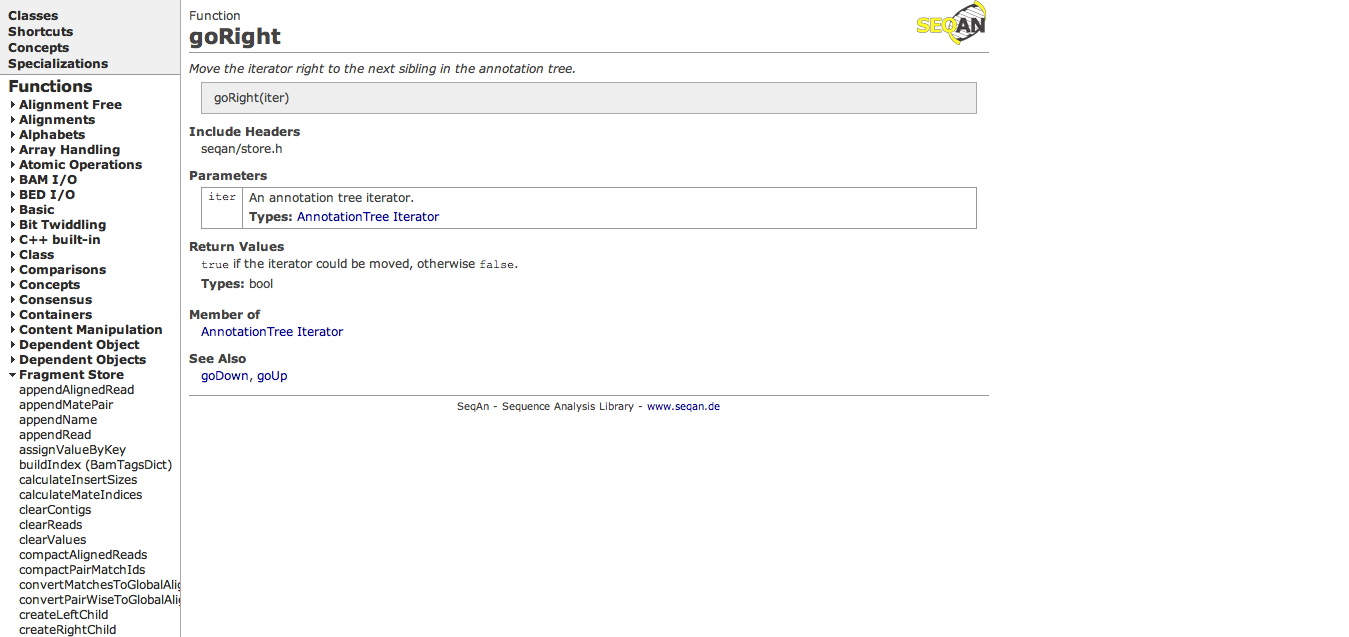 Classes
Shortcuts
Concepts
Specializations
Functions
Alignment Free
Alignments
Alphabets
Array Handling
Atomic Operations
BAM I/O
BED I/O
Basic
Bit Twiddling
C++ built-in
Class
Comparisons
Concepts
Consensus
Containers
Content Manipulation
Dependent Object
Dependent Objects
Fragment Store
appendAlignedRead
appendMatePair
appendName
appendRead
assignValueByKey
buildIndex (BamTagsDict)
calculateInsertSizes
calculateMateIndices
clearContigs
clearReads
clearValues
compactAlignedReads
compactPairMatchIds
convertMatchesToGlobalAlig
convertPairWiseToGlobalAlig
createLeftChild
createRightChild
Function
goRight
SEQAN
Move the iterator right to the next sibling in the annotation tree.
goRight(iter)
Include Headers
seqan/store.h
Parameters
iter An annotation tree iterator.
Types: AnnotationTree Iterator
Return Values
true if the iterator could be moved, otherwise false.
Types: bool
Member of
AnnotationTree Iterator
See Also
goDown, goUp
SeqAn - Sequence Analysis Library - www.seqan.de